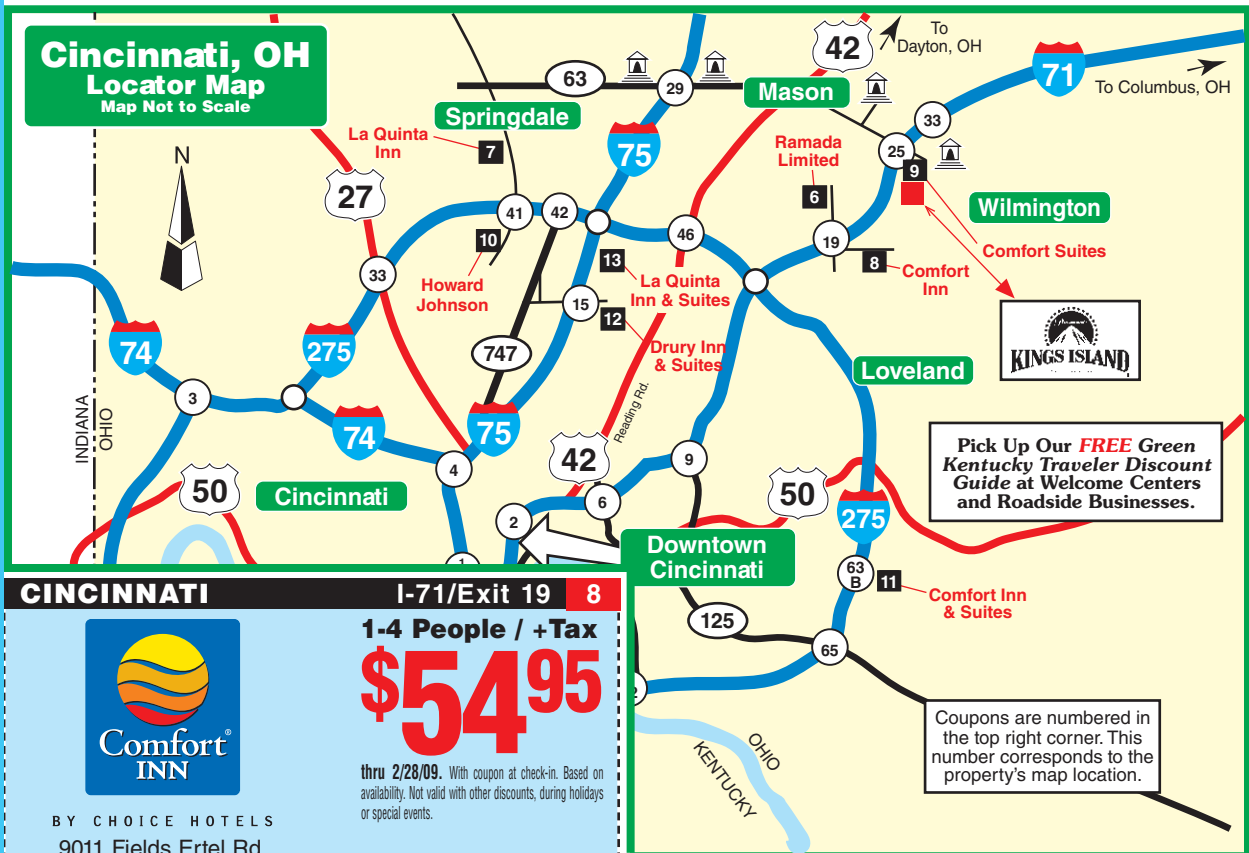 Cincinnati, OH
Locator Map
Map Not to Scale
N
27
La Quinta
Inn
7
Springdale
63
29
75
Mason
42
To
Dayton, OH
71
To Columbus, OH
33
25
9
Ramada
Limited
6
Wilmington
Comfort Suites
19
8
Comfort
Inn
KINGS ISLAND
41
42
46
10
Howard
Johnson
13
La Quinta
Inn & Suites
15
12
Drury Inn
& Suites
33
275
74
3
74
747
75
Reading Rd.
42
INDIANA
OHIO
50
Cincinnati
4
1
2
6
9
Loveland
50
275
Pick Up Our FREE Green
Kentucky Traveler Discount
Guide at Welcome Centers
and Roadside Businesses.
Downtown
Cincinnati
63
B
11
Comfort Inn
& Suites
125
65
2
OHIO
KENTUCKY
Coupons are numbered in
the top right corner. This
number corresponds to the
property's map location.
CINCINNATI I-71/Exit 19 8
Comfort®
INN
BY CHOICE HOTELS
9011 Fields Ertel Rd
1-4 People / +Tax
$54 95
thru 2/28/09. With coupon at check-in. Based on
availability. Not valid with other discounts, during holidays
or special events.